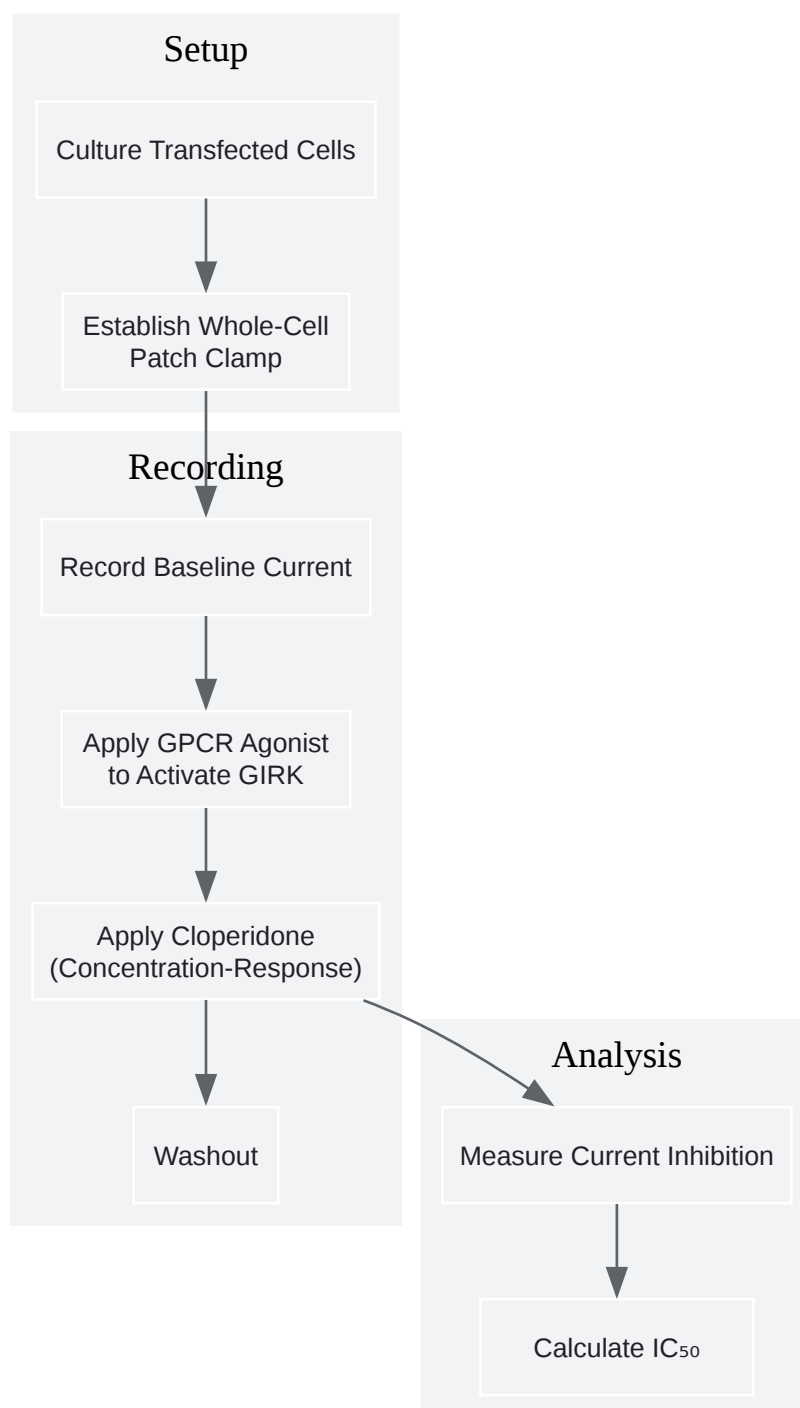 Setup
Culture Transfected Cells
Establish Whole-Cell
Patch Clamp
Recording
Record Baseline Current
Apply GPCR Agonist
to Activate GIRK
Apply Cloperidone
(Concentration-Response)
Washout
Analysis
Measure Current Inhibition
Calculate IC₅₀